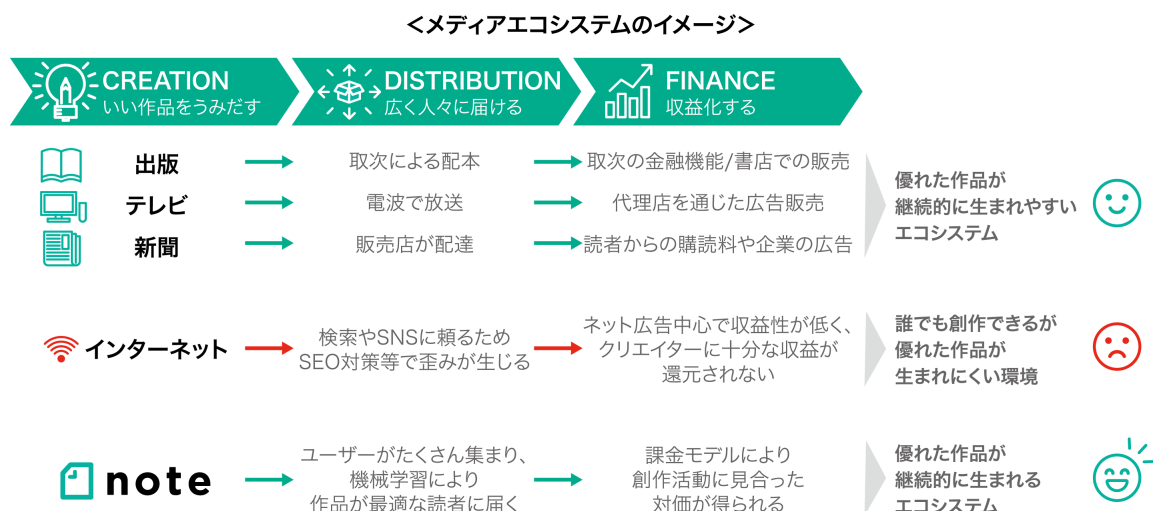 ＜メディアエコシステムのイメージ＞
CREATION
いい作品をうみだす
DISTRIBUTION
広く人々に届ける
FINANCE
収益化する
出版
取次による配本
取次の金融機能/書店での販売
テレビ
電波で放送
代理店を通じた広告販売
新聞
販売店が配達
読者からの購読料や企業の広告
優れた作品が
継続的に生まれやすい
エコシステム
インターネット
検索やSNSに頼るため
SEO対策等で歪みが生じる
ネット広告中心で収益性が低く、
クリエイターに十分な収益が
還元されない
誰でも創作できるが
優れた作品が
生まれにくい環境
note
ユーザーがたくさん集まり、
機械学習により
作品が最適な読者に届く
課金モデルにより
創作活動に見合った
対価が得られる
優れた作品が
継続的に生まれる
エコシステム